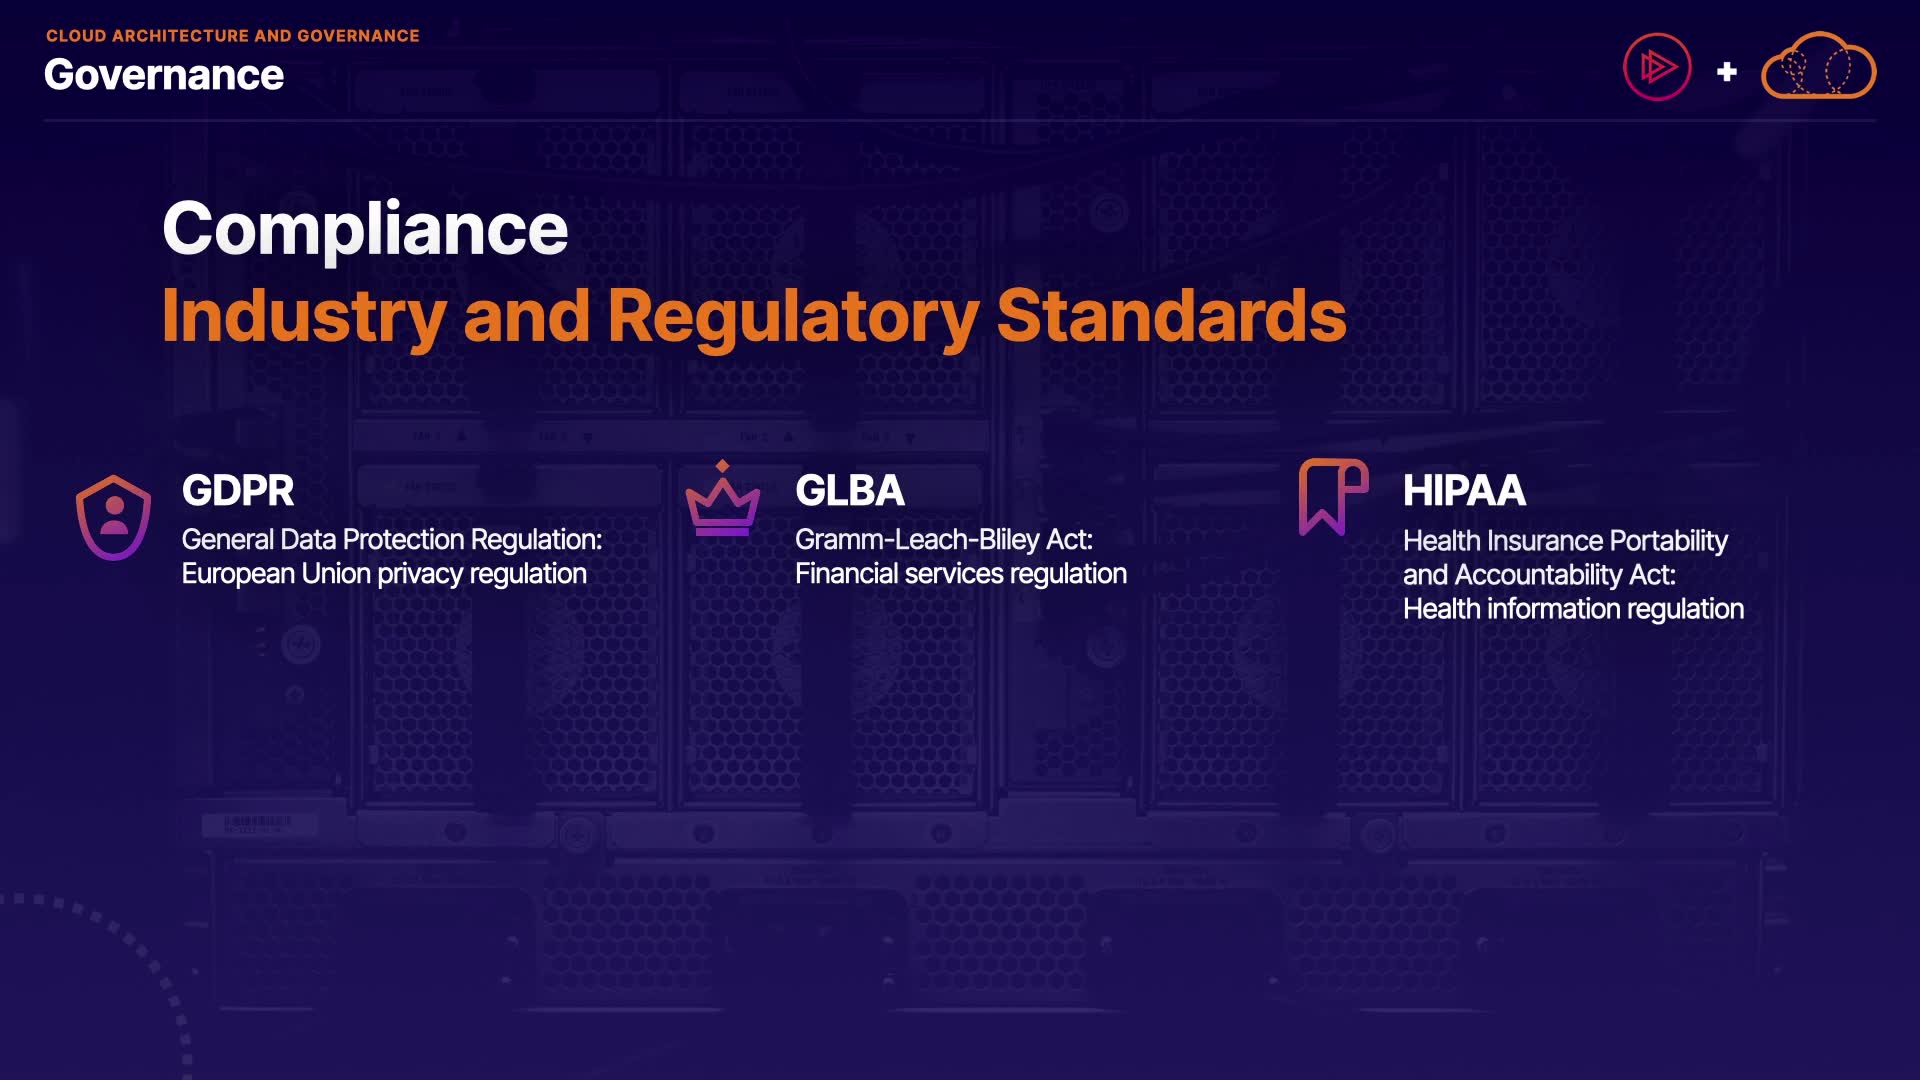 CLOUD ARCHITECTURE AND GOVERNANCE
Governance
Compliance
Industry and Regulatory Standards
GDPR
General Data Protection Regulation:
European Union privacy regulation
GLBA
Gramm-Leach-Bliley Act:
Financial services regulation
HIPAA
Health Insurance Portability
and Accountability Act:
Health information regulation